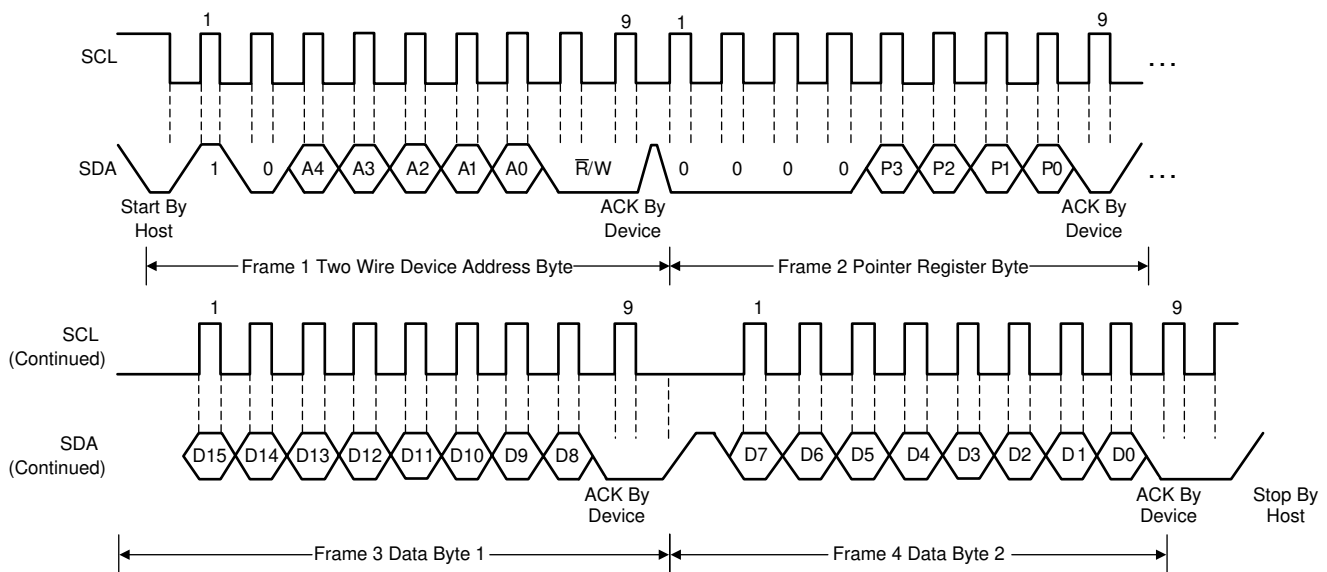 1 9 1 9
SCL ...
SDA 1 0 A4 A3 A2 A1 A0 R̅/W 0 0 0 0 P3 P2 P1 P0 ...
Start By Host
ACK By Device
ACK By Device
Frame 1 Two Wire Device Address Byte
Frame 2 Pointer Register Byte
1 9 1 9
SCL (Continued)
SDA (Continued)
D15 D14 D13 D12 D11 D10 D9 D8 D7 D6 D5 D4 D3 D2 D1 D0
ACK By Device
ACK By Device
Stop By Host
Frame 3 Data Byte 1
Frame 4 Data Byte 2